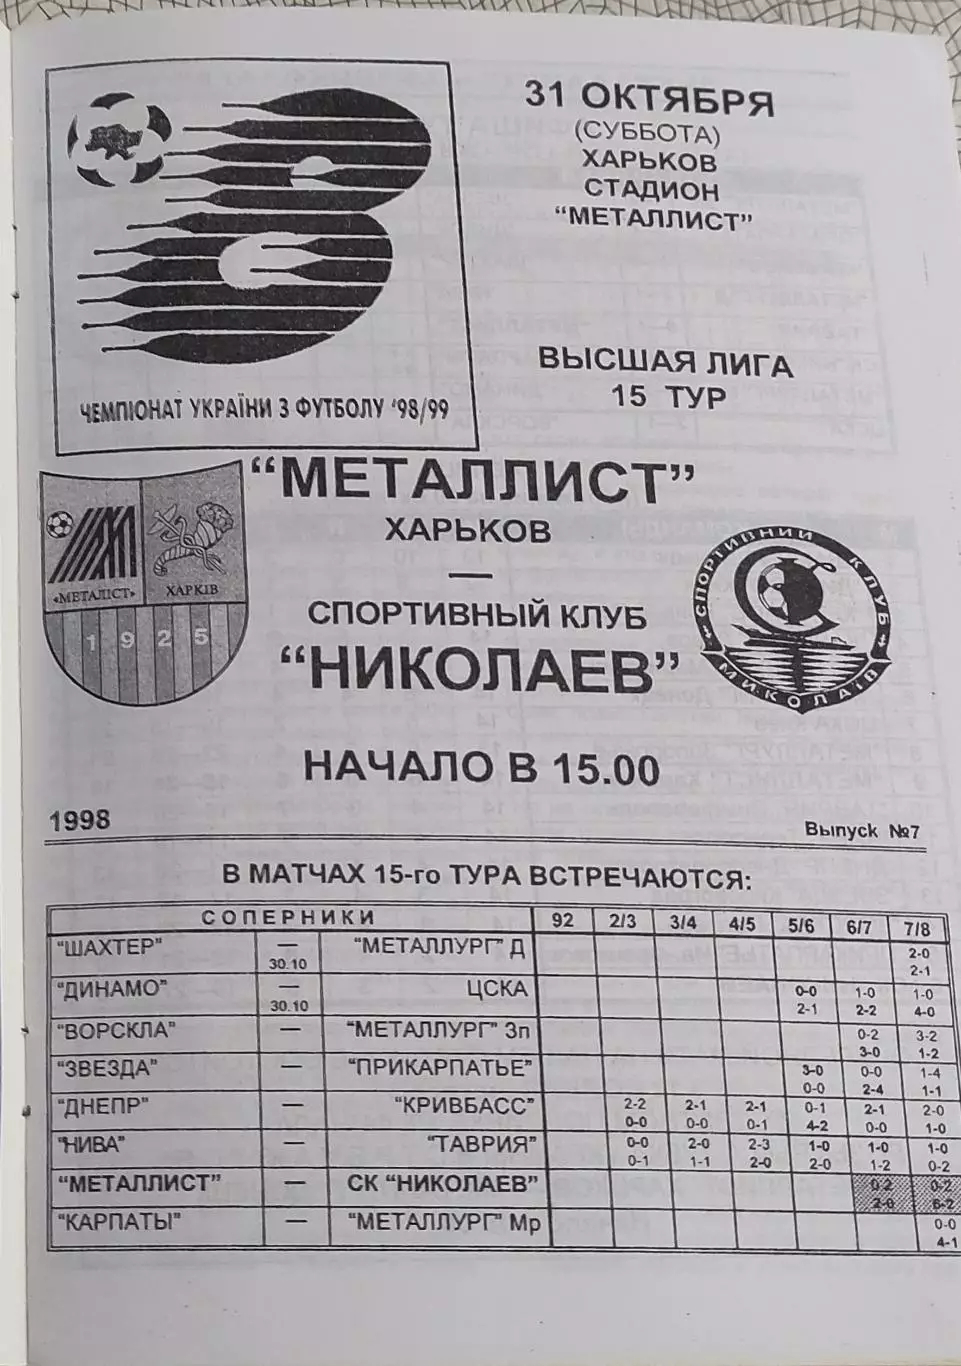 31 ОКТЯБРЯ
(СУББОТА)
ХАРЬКОВ
СТАДИОН
“МЕТАЛЛИСТ”
ВЫСШАЯ ЛИГА
15 ТУР
ЧЕМПІОНАТ УКРАЇНИ З ФУТБОЛУ '98/99
“МЕТАЛЛИСТ”
ХАРЬКОВ
—
СПОРТИВНЫЙ КЛУБ
“НИКОЛАЕВ”
«МЕТАЛІСТ» ХАРКІВ
1925
СПОРТИВНИЙ КЛУБ
МИКОЛАЇВ
НАЧАЛО В 15.00
1998 Выпуск №7
В МАТЧАХ 15-го ТУРА ВСТРЕЧАЮТСЯ:
СОПЕРНИКИ 92 2/3 3/4 4/5 5/6 6/7 7/8
“ШАХТЕР” — “МЕТАЛЛУРГ” Д 2-0
30.10 2-1
“ДИНАМО” — ЦСКА 0-0 1-0 1-0
30.10 2-1 2-2 4-0
“ВОРСКЛА” — “МЕТАЛЛУРГ” Зп 0-2 3-2
3-0 1-2
“ЗВЕЗДА” — “ПРИКАРПАТЬЕ” 3-0 0-0 1-4
0-0 2-4 1-1
“ДНЕПР” — “КРИВБАСС” 2-2 2-1 2-1 0-1 2-1 2-0
0-0 0-0 0-1 4-2 0-0 1-0
“НИВА” — “ТАВРИЯ” 0-0 2-0 2-3 1-0 1-0 1-0
0-1 1-1 2-0 2-0 1-2 0-2
“МЕТАЛЛИСТ” — СК “НИКОЛАЕВ” 0-2 0-2
2-0 6-2
“КАРПАТЫ” — “МЕТАЛЛУРГ” Мр 0-0
4-1